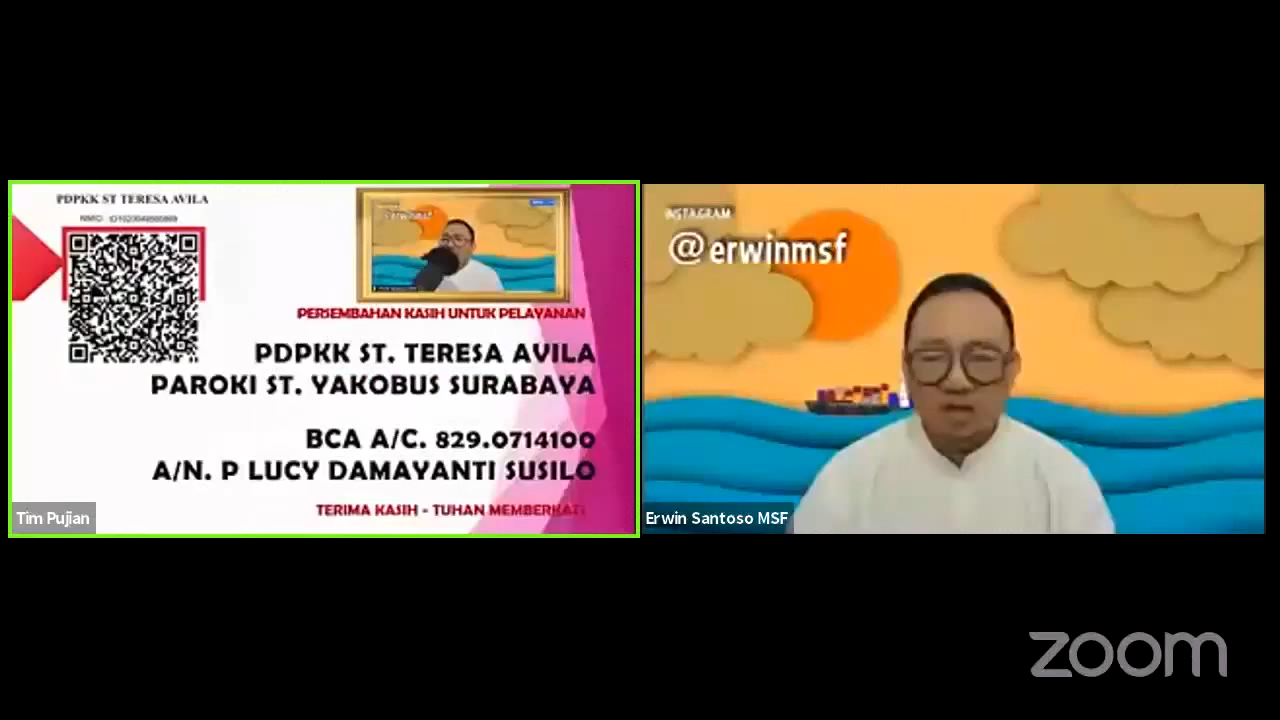 PDPKK ST TERESA AVILA
PERSEMBAHAN KASIH UNTUK PELAYANAN
PDPKK ST. TERESA AVILA
PAROKI ST. YAKOBUS SURABAYA
BCA A/C. 829.0714100
A/N. P LUCY DAMAYANTI SUSILO
TERIMA KASIH - TUHAN MEMBERKATI
Tim Pujian
INSTAGRAM
@erwinmsf
Erwin Santoso MSF
zoom